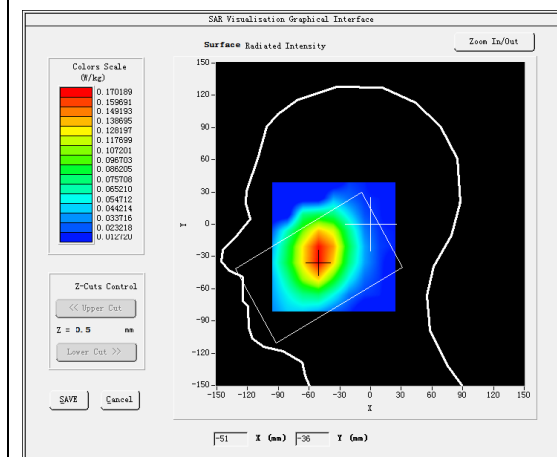 SAR Visualisation Graphical Interface
Surface Radiated Intensity
Zoom In/Out
Colors Scale
(W/kg)
0.170189
0.159691
0.149193
0.138695
0.128197
0.117699
0.107201
0.096703
0.086205
0.075708
0.065210
0.054712
0.044214
0.033716
0.023218
0.012720
150
120
90
60
30
0
-30
-60
-90
-120
-150
Y
-150 -120 -90 -60 -30 0 30 60 90 120 150
X
Z-Cuts Control
<< Upper Cut
Z = 0.5 mm
Lower Cut >>
SAVE Cancel
-51 X (mm) -36 Y (mm)